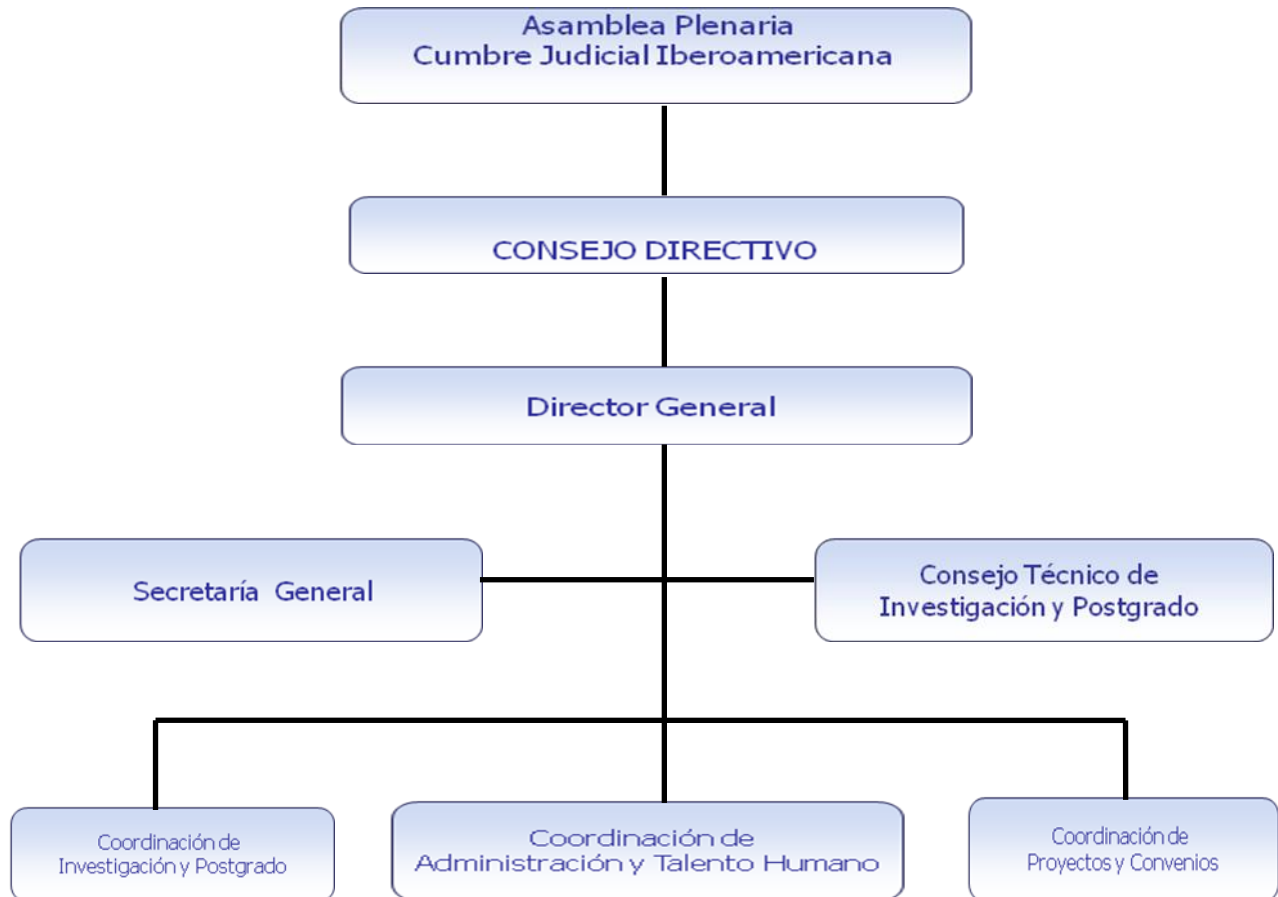 Asamblea Plenaria
Cumbre Judicial Iberoamericana
CONSEJO DIRECTIVO
Director General
Secretaría General
Consejo Técnico de
Investigación y Postgrado
Coordinación de
Investigación y Postgrado
Coordinación de
Administración y Talento Humano
Coordinación de
Proyectos y Convenios